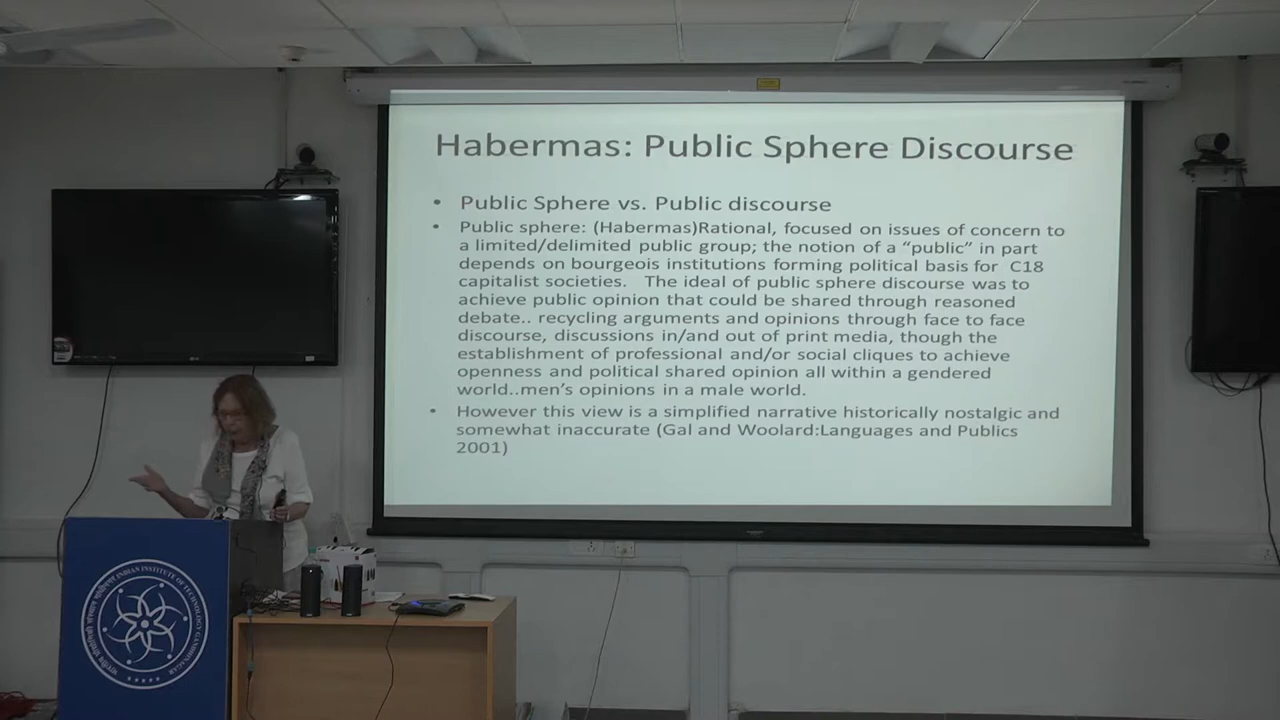 Habermas: Public Sphere Discourse
• Public Sphere vs. Public discourse
• Public sphere: (Habermas)Rational, focused on issues of concern to
a limited/delimited public group; the notion of a “public” in part
depends on bourgeois institutions forming political basis for C18
capitalist societies. The ideal of public sphere discourse was to
achieve public opinion that could be shared through reasoned
debate.. recycling arguments and opinions through face to face
discourse, discussions in/and out of print media, though the
establishment of professional and/or social cliques to achieve
openness and political shared opinion all within a gendered
world..men’s opinions in a male world.
• However this view is a simplified narrative historically nostalgic and
somewhat inaccurate (Gal and Woolard:Languages and Publics
2001)
INDIAN INSTITUTE OF TECHNOLOGY GANDHINAGAR